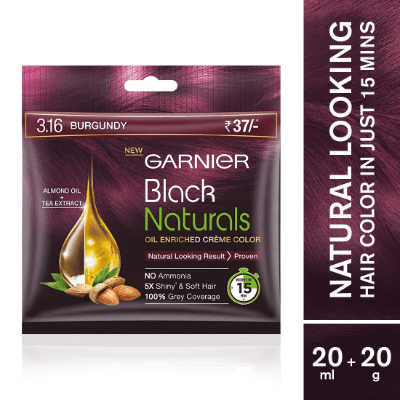 3.16 BURGUNDY
₹37/-*
NEW
GARNIER
Black
Naturals
OIL ENRICHED CRÈME COLOR
ALMOND OIL
+
TEA EXTRACT
Natural Looking Result > Proven
NO Ammonia
5X Shiny* & Soft Hair
100% Grey Coverage
15
MIN
NATURAL LOOKING
HAIR COLOR IN JUST 15 MINS
20 + 20
ml g